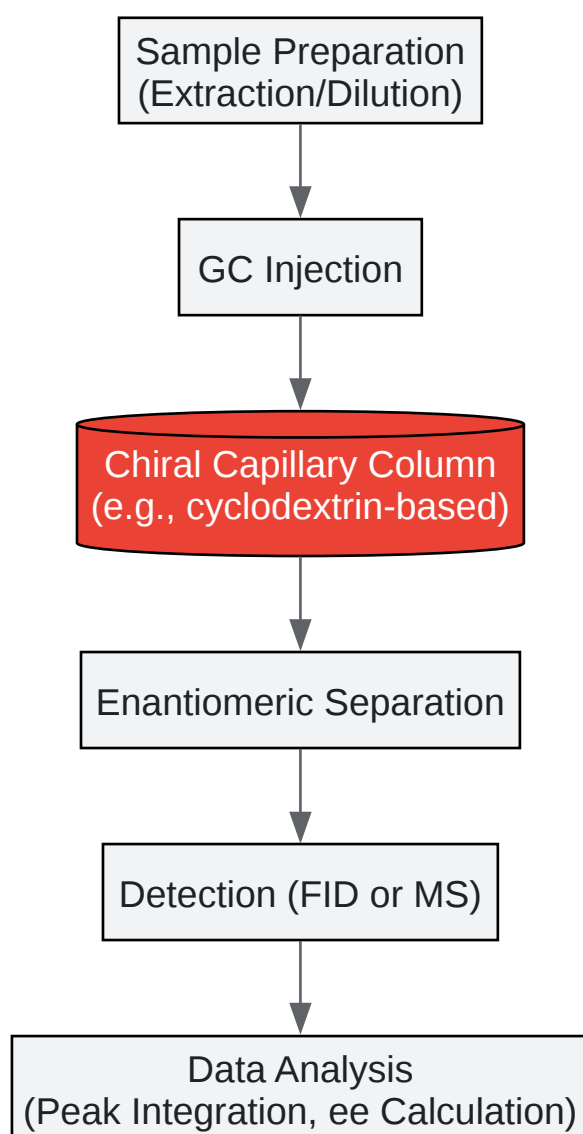 Sample Preparation
(Extraction/Dilution)
GC Injection
Chiral Capillary Column
(e.g., cyclodextrin-based)
Enantiomeric Separation
Detection (FID or MS)
Data Analysis
(Peak Integration, ee Calculation)